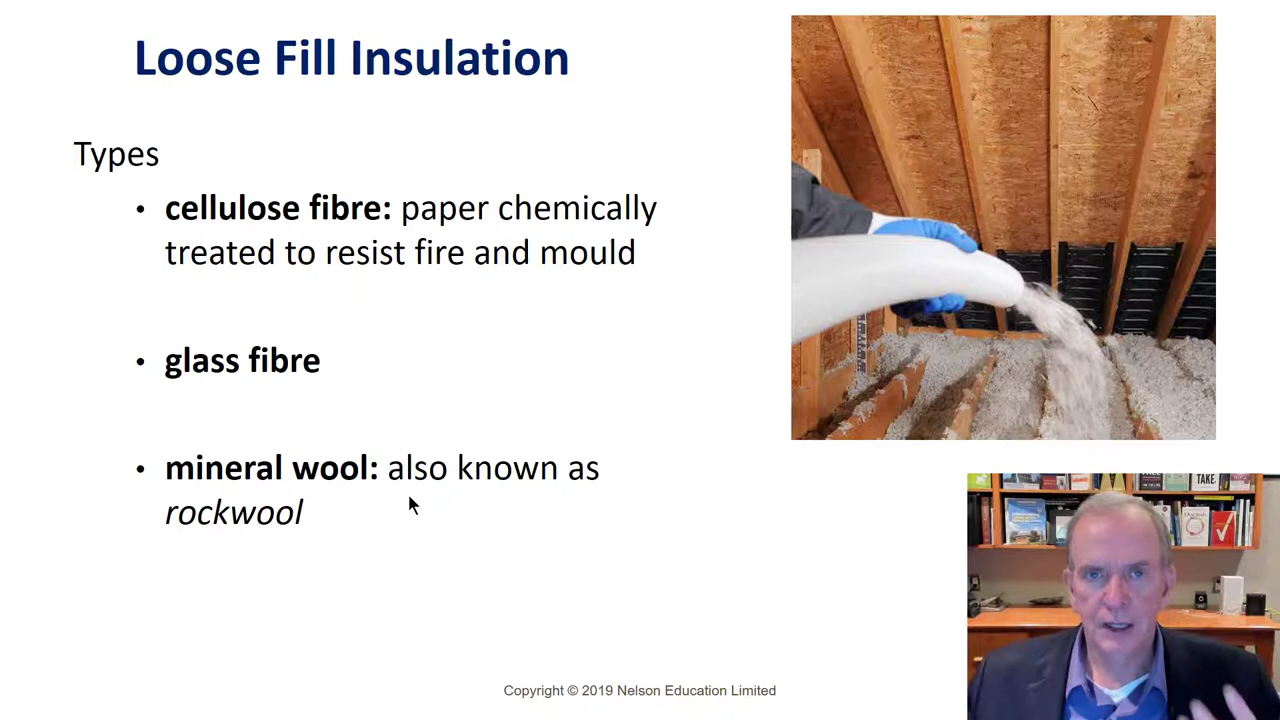 Loose Fill Insulation
Types
• cellulose fibre: paper chemically
treated to resist fire and mould
• glass fibre
• mineral wool: also known as
rockwool
TAKE
Copyright © 2019 Nelson Education Limited